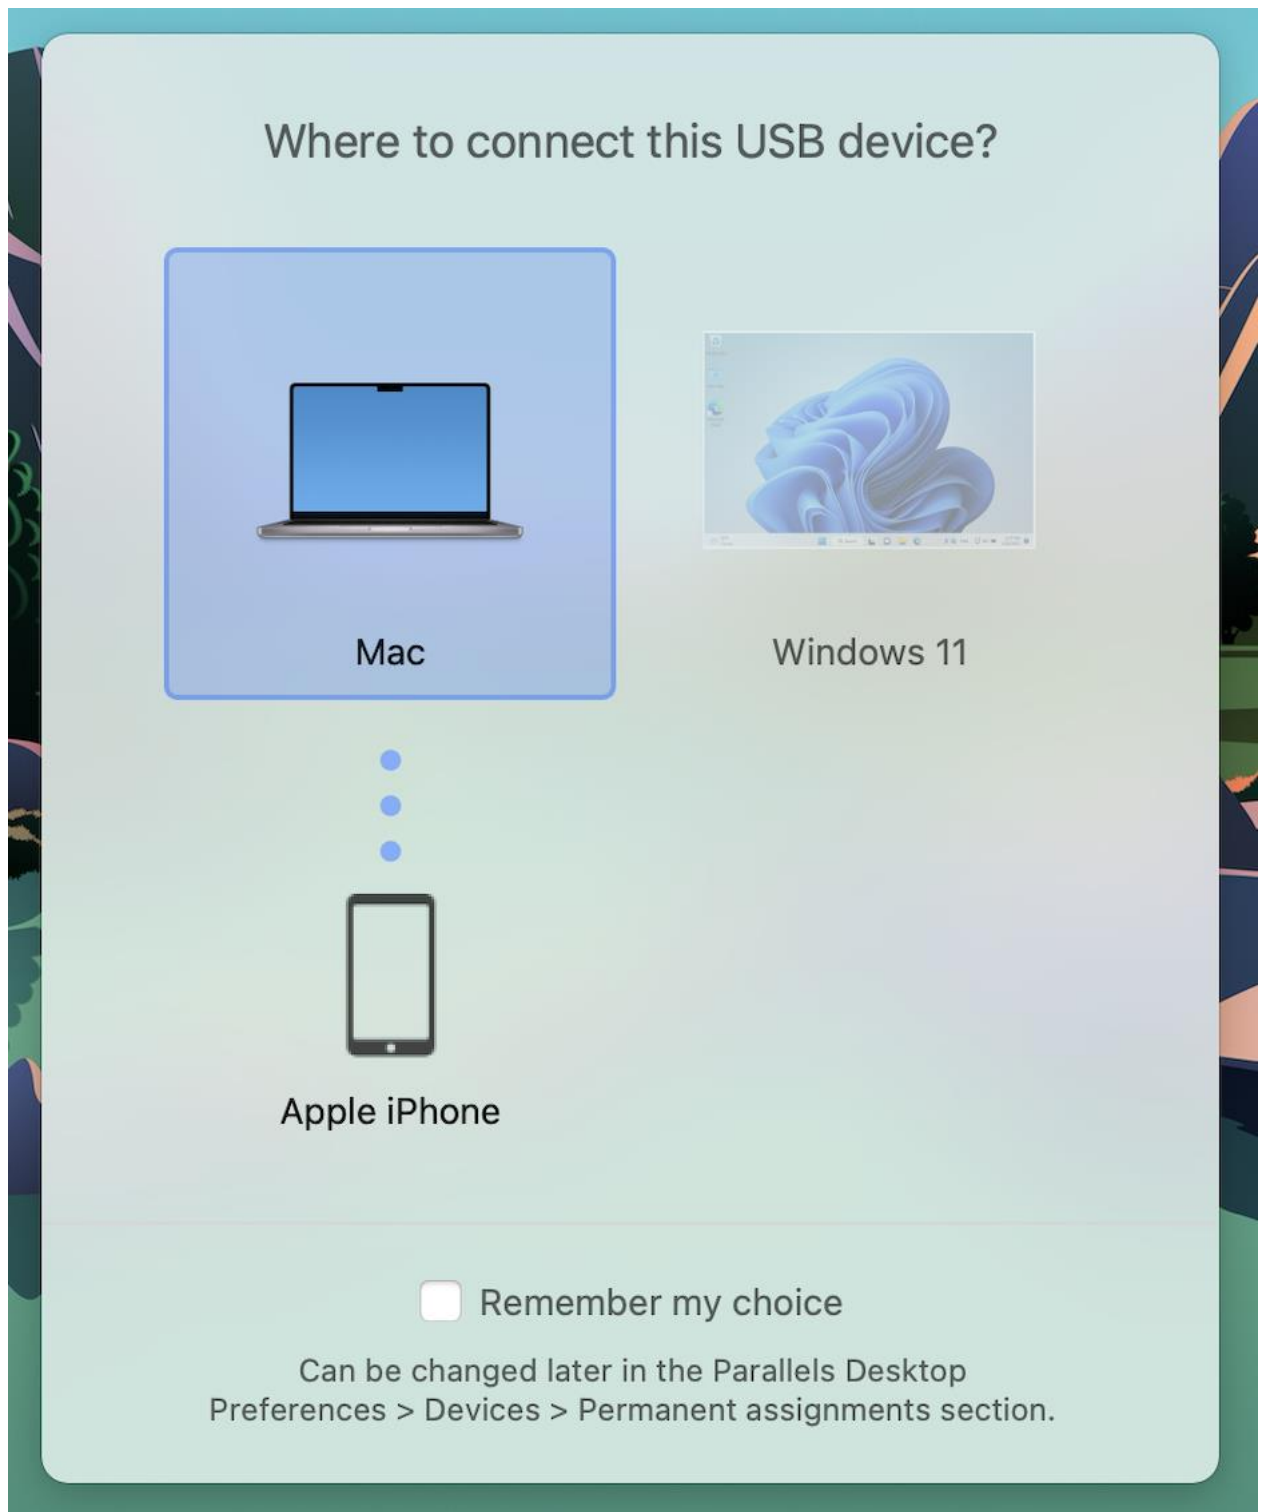 Where to connect this USB device?
Mac
Windows 11
Apple iPhone
Remember my choice
Can be changed later in the Parallels Desktop
Preferences > Devices > Permanent assignments section.